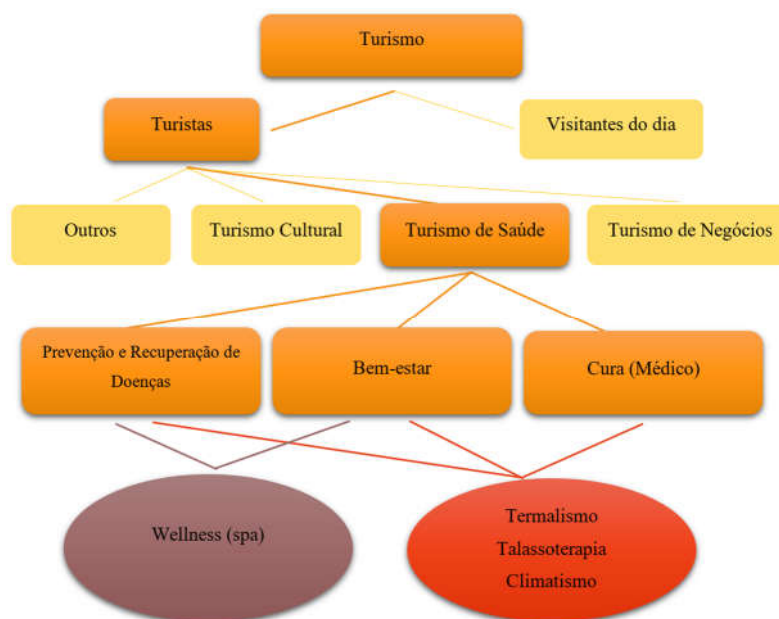 Turismo
Turistas
Visitantes do dia
Outros
Turismo Cultural
Turismo de Saúde
Turismo de Negócios
Prevenção e Recuperação de
Doenças
Bem-estar
Cura (Médico)
Wellness (spa)
Termalismo
Talassoterapia
Climatismo